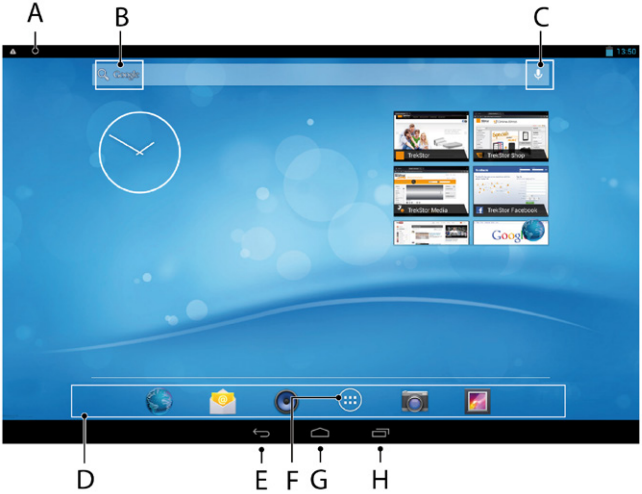 A
B
C
13:50
Google
TrekStor
TrekStor Shop
TrekStor Media
TrekStor Facebook
Google
D
E
F
G
H